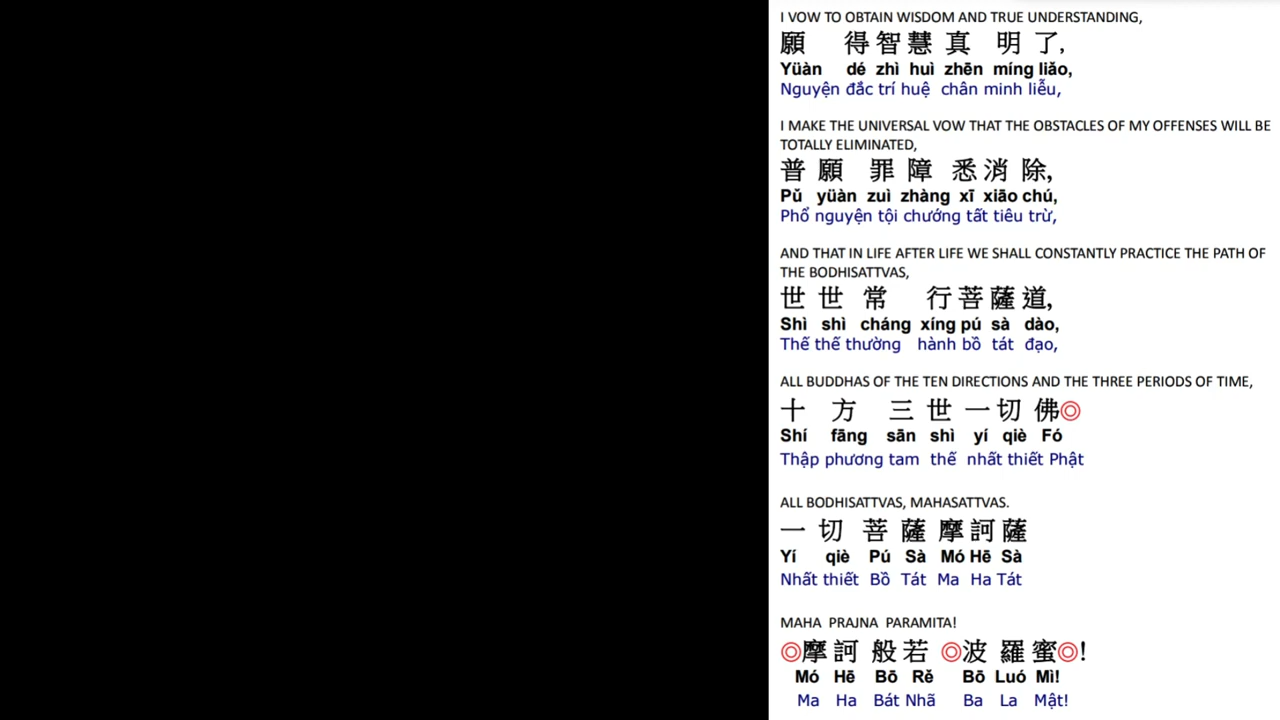 I VOW TO OBTAIN WISDOM AND TRUE UNDERSTANDING,
願 得 智 慧 真 明 了,
Yüàn dé zhì huì zhēn míng liǎo,
Nguyện đắc trí huệ chân minh liễu,
I MAKE THE UNIVERSAL VOW THAT THE OBSTACLES OF MY OFFENSES WILL BE
TOTALLY ELIMINATED,
普 願 罪 障 悉 消 除,
Pǔ yüàn zuì zhàng xī xiāo chú,
Phổ nguyện tội chướng tất tiêu trừ,
AND THAT IN LIFE AFTER LIFE WE SHALL CONSTANTLY PRACTICE THE PATH OF
THE BODHISATTVAS,
世 世 常 行 菩 薩 道,
Shì shì cháng xíng pú sà dào,
Thế thế thường hành bồ tát đạo,
ALL BUDDHAS OF THE TEN DIRECTIONS AND THE THREE PERIODS OF TIME,
十 方 三 世 一 切 佛◎
Shí fāng sān shì yí qiè Fó
Thập phương tam thế nhất thiết Phật
ALL BODHISATTVAS, MAHASATTVAS.
一 切 菩 薩 摩 訶 薩
Yí qiè Pú Sà Mó Hē Sà
Nhất thiết Bồ Tát Ma Ha Tát
MAHA PRAJNA PARAMITA!
◎摩 訶 般 若 ◎波 羅 蜜◎!
Mó Hē Bō Rě Bō Luó Mì!
Ma Ha Bát Nhã Ba La Mật!